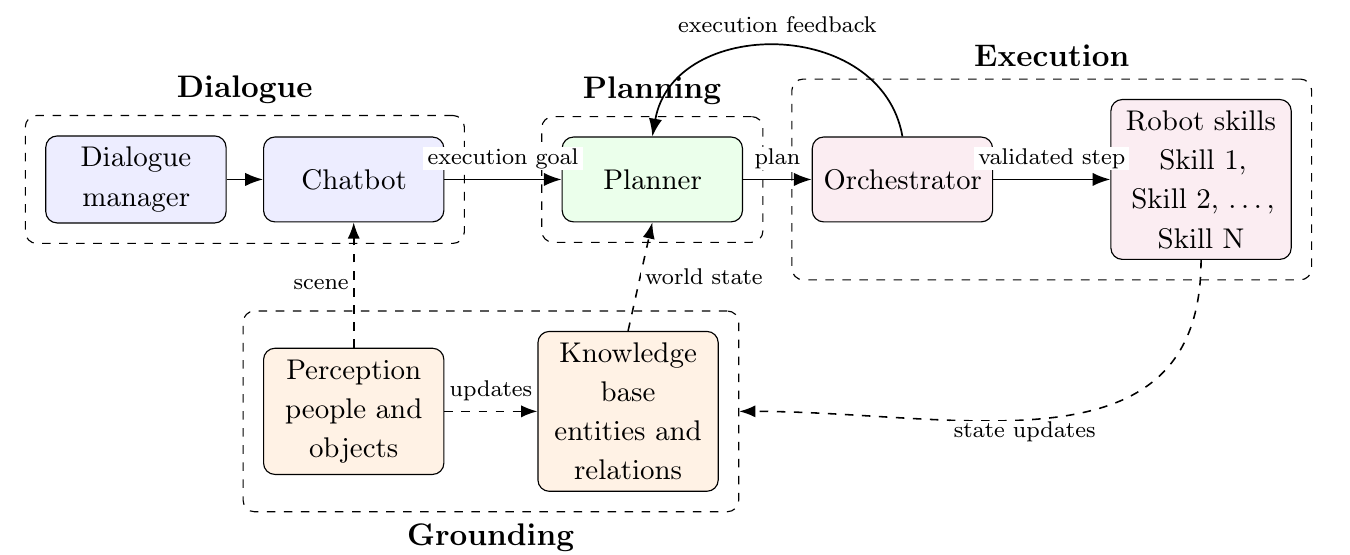 execution feedback
Execution
Dialogue
Planning
Dialogue
manager
Chatbot
execution goal
Planner
plan
Orchestrator
validated step
Robot skills
Skill 1,
Skill 2, …,
Skill N
scene
world state
Perception
people and
objects
updates
Knowledge
base
entities and
relations
state updates
Grounding